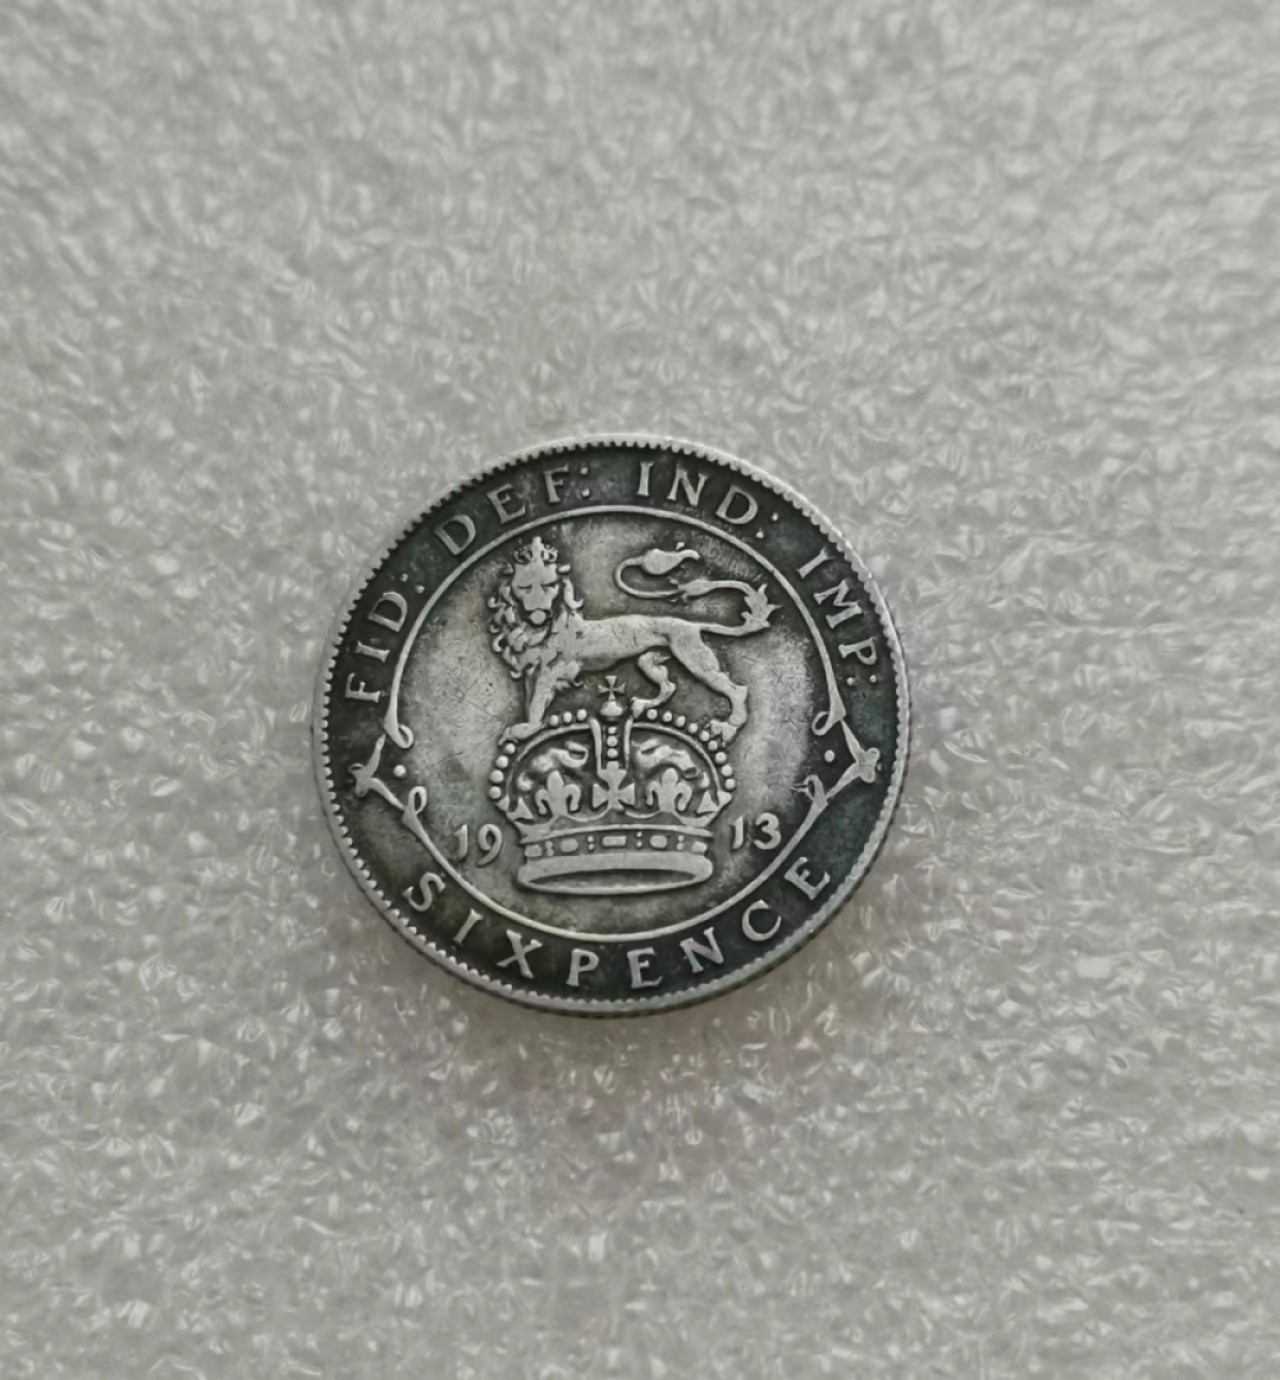 FID: DEF: IND: IMP:
19 13
SIXPENCE